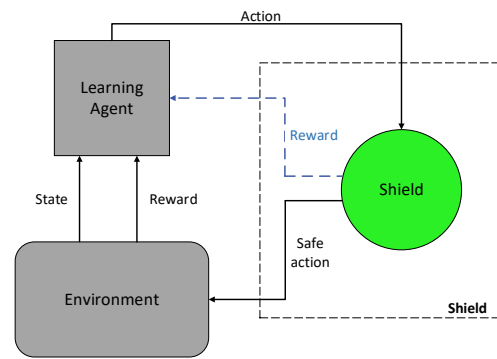 Action
Learning
Agent
Reward
Shield
State
Reward
Safe
action
Environment
Shield